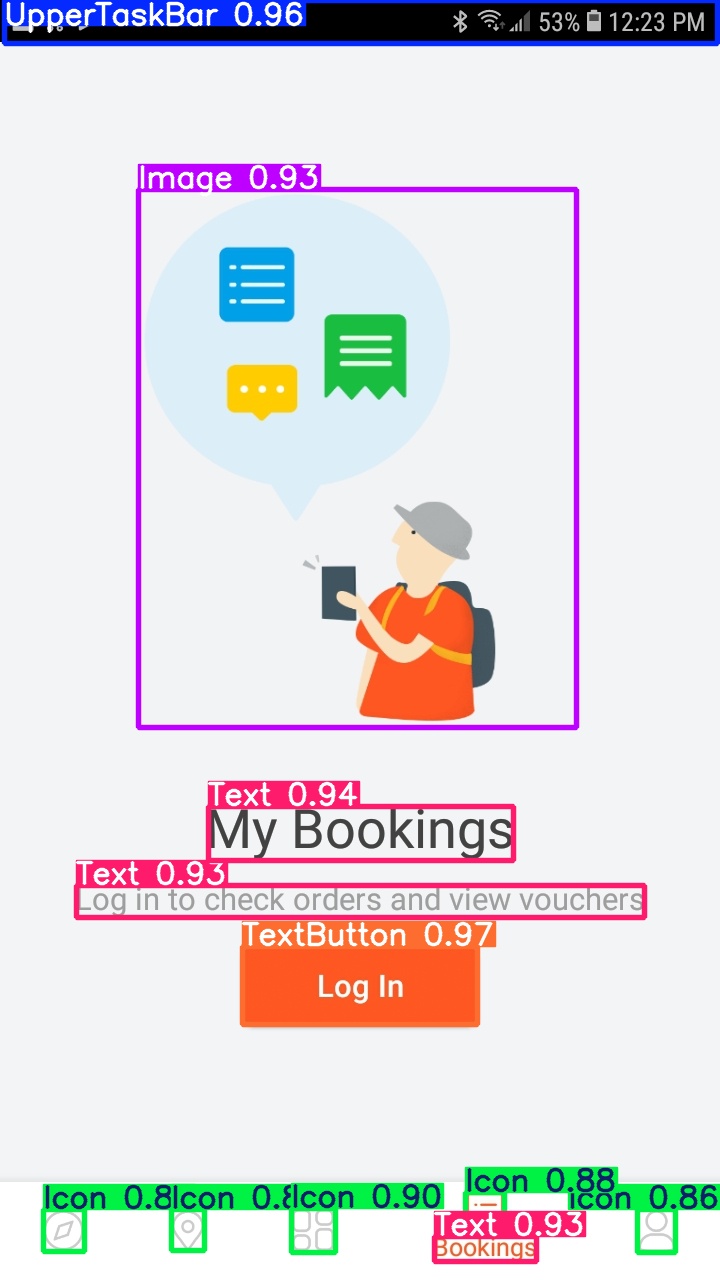 UpperTaskBar 0.96
53% 12:23 PM
Image 0.93
Text 0.94
My Bookings
Text 0.93
Log in to check orders and view vouchers
TextButton 0.97
Log In
Icon 0.88
Icon 0.8 Icon 0.8 Icon 0.90 Icon 0.86
Text 0.93
Bookings